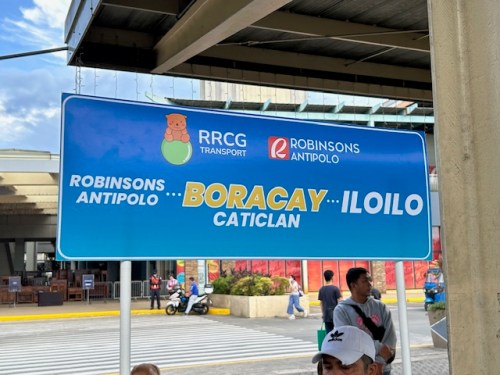 RRCG
TRANSPORT
ROBINSONS
ANTIPOLO
ROBINSONS
ANTIPOLO ... BORACAY ... ILOILO
CATICLAN